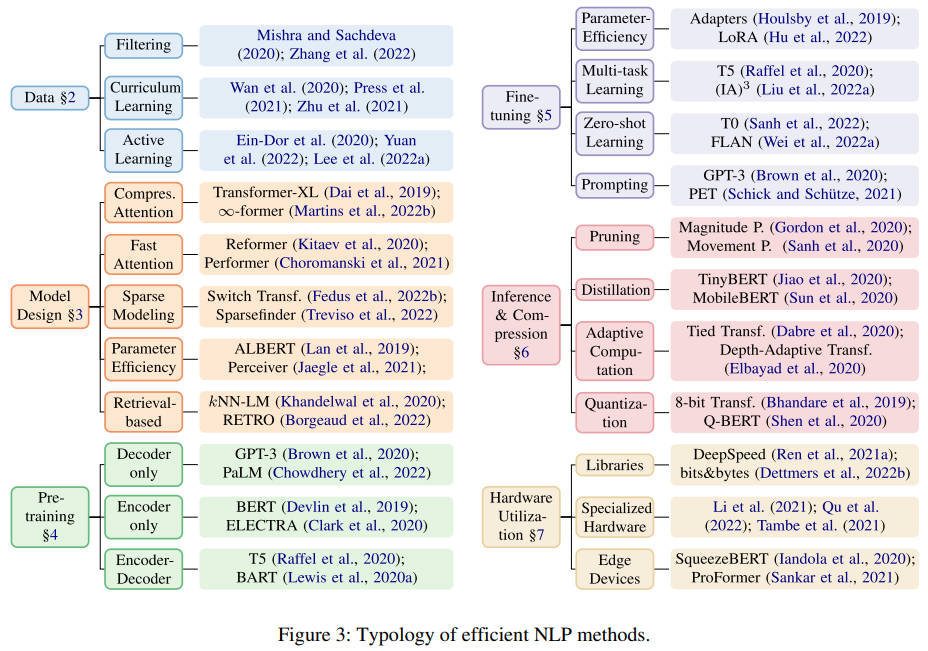 Data §2
Filtering
Mishra and Sachdeva
(2020); Zhang et al. (2022)
Curriculum
Learning
Wan et al. (2020); Press et al.
(2021); Zhu et al. (2021)
Active
Learning
Ein-Dor et al. (2020); Yuan
et al. (2022); Lee et al. (2022a)
Model
Design §3
Compres.
Attention
Transformer-XL (Dai et al., 2019);
∞-former (Martins et al., 2022b)
Fast
Attention
Reformer (Kitaev et al., 2020);
Performer (Choromanski et al., 2021)
Sparse
Modeling
Switch Transf. (Fedus et al., 2022b);
Sparsefinder (Treviso et al., 2022)
Parameter
Efficiency
ALBERT (Lan et al., 2019);
Perceiver (Jaegle et al., 2021);
Retrieval-
based
kNN-LM (Khandelwal et al., 2020);
RETRO (Borgeaud et al., 2022)
Pre-
training
§4
Decoder
only
GPT-3 (Brown et al., 2020);
PaLM (Chowdhery et al., 2022)
Encoder
only
BERT (Devlin et al., 2019);
ELECTRA (Clark et al., 2020)
Encoder-
Decoder
T5 (Raffel et al., 2020);
BART (Lewis et al., 2020a)
Fine-
tuning §5
Parameter-
Efficiency
Adapters (Houlsby et al., 2019);
LoRA (Hu et al., 2022)
Multi-task
Learning
T5 (Raffel et al., 2020);
(IA)³ (Liu et al., 2022a)
Zero-shot
Learning
T0 (Sanh et al., 2022);
FLAN (Wei et al., 2022a)
Prompting
GPT-3 (Brown et al., 2020);
PET (Schick and Schütze, 2021)
Inference
& Com-
pression
§6
Pruning
Magnitude P. (Gordon et al., 2020);
Movement P. (Sanh et al., 2020)
Distillation
TinyBERT (Jiao et al., 2020);
MobileBERT (Sun et al., 2020)
Adaptive
Compu-
tation
Tied Transf. (Dabre et al., 2020);
Depth-Adaptive Transf.
(Elbayad et al., 2020)
Quantiza-
tion
8-bit Transf. (Bhandare et al., 2019);
Q-BERT (Shen et al., 2020)
Hardware
Utiliza-
tion §7
Libraries
DeepSpeed (Ren et al., 2021a);
bits&bytes (Dettmers et al., 2022b)
Specialized
Hardware
Li et al. (2021); Qu et al.
(2022); Tambe et al. (2021)
Edge
Devices
SqueezeBERT (Iandola et al., 2020);
ProFormer (Sankar et al., 2021)
Figure 3: Typology of efficient NLP methods.